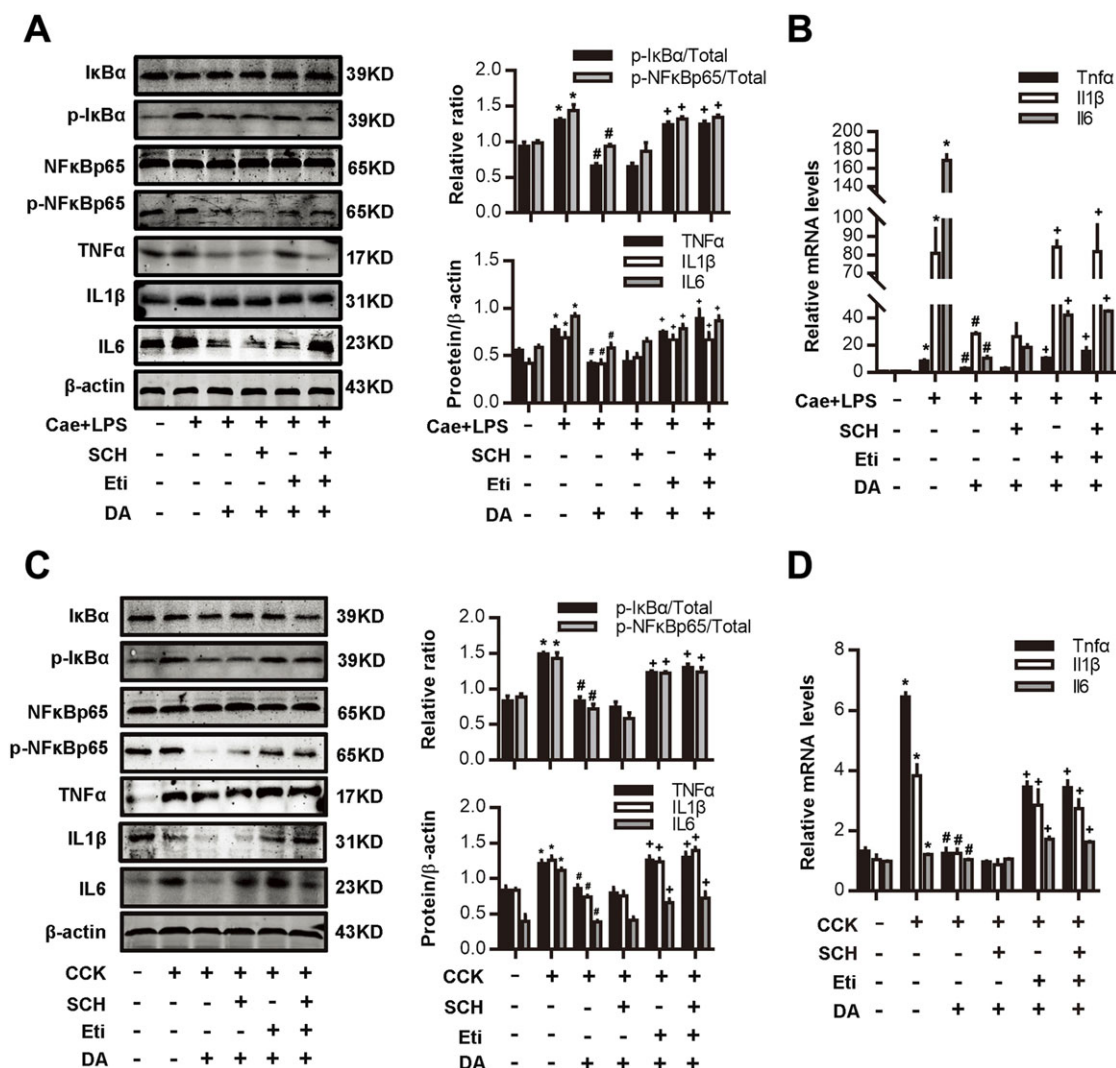 A
IκBα 39KD
p-IκBα 39KD
NFκBp65 65KD
p-NFκBp65 65KD
TNFα 17KD
IL1β 31KD
IL6 23KD
β-actin 43KD
Cae+LPS - + + + + +
SCH - - - + - +
Eti - - - - + +
DA - - + + + +
p-IκBα/Total
p-NFκBp65/Total
Relative ratio
2.0
1.5
1.0
0.5
0.0
* * # # + + + +
TNFα
IL1β
IL6
Proetein/β-actin
1.5
1.0
0.5
0.0
* * * # # # + + + + + +
Cae+LPS - + + + + +
SCH - - - + - +
Eti - - - - + +
DA - - + + + +
B
Tnfα
Il1β
Il6
Relative mRNA levels
200
180
160
140
100
80
60
40
20
0
* * * # # # + + + + + +
Cae+LPS - + + + + +
SCH - - - + - +
Eti - - - - + +
DA - - + + + +
C
IκBα 39KD
p-IκBα 39KD
NFκBp65 65KD
p-NFκBp65 65KD
TNFα 17KD
IL1β 31KD
IL6 23KD
β-actin 43KD
CCK - + + + + +
SCH - - - + - +
Eti - - - - + +
DA - - + + + +
p-IκBα/Total
p-NFκBp65/Total
Relative ratio
2.0
1.5
1.0
0.5
0.0
* * # # + + + +
TNFα
IL1β
IL6
Protein/β-actin
2.0
1.5
1.0
0.5
0.0
* * * # # # + + + + + +
CCK - + + + + +
SCH - - - + - +
Eti - - - - + +
DA - - + + + +
D
Tnfα
Il1β
Il6
Relative mRNA levels
8
6
4
2
0
* * * # # # + + + + + +
CCK - + + + + +
SCH - - - + - +
Eti - - - - + +
DA - - + + + +